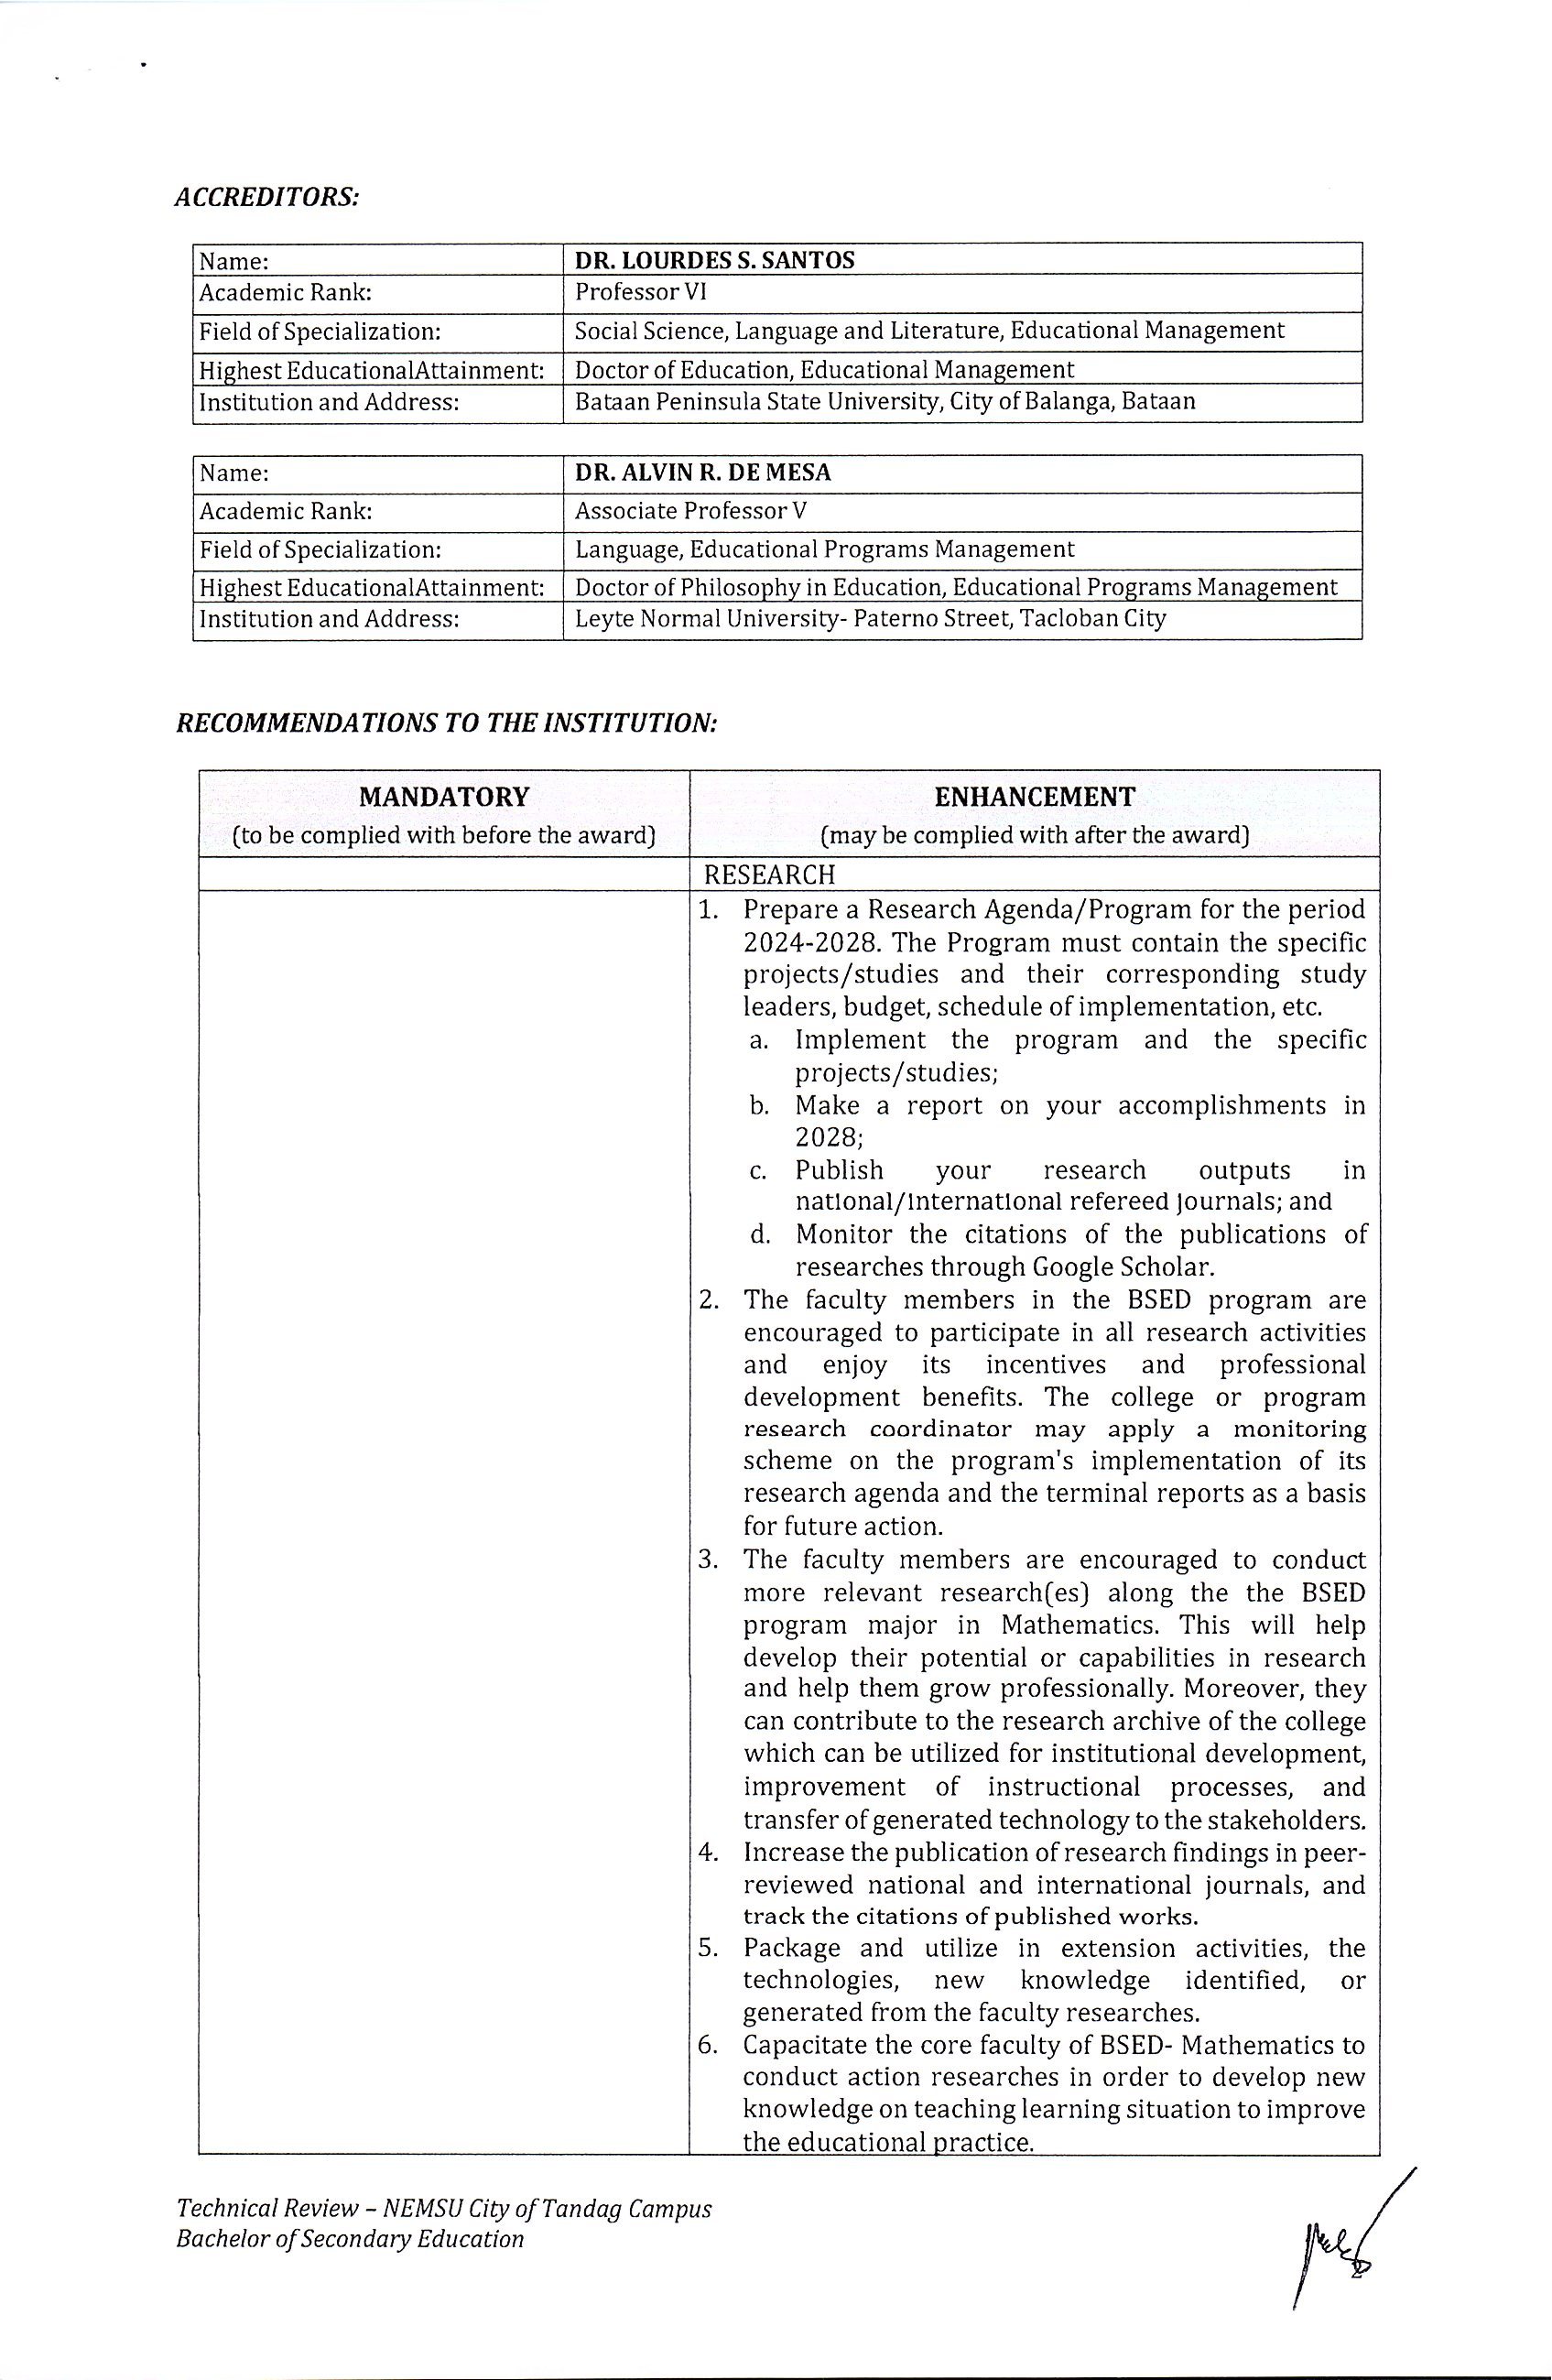 ACCREDITORS:
Name: DR. LOURDES S. SANTOS
Academic Rank: Professor VI
Field of Specialization: Social Science, Language and Literature, Educational Management
Highest EducationalAttainment: Doctor of Education, Educational Management
Institution and Address: Bataan Peninsula State University, City of Balanga, Bataan
Name: DR. ALVIN R. DE MESA
Academic Rank: Associate Professor V
Field of Specialization: Language, Educational Programs Management
Highest EducationalAttainment: Doctor of Philosophy in Education, Educational Programs Management
Institution and Address: Leyte Normal University- Paterno Street, Tacloban City
RECOMMENDATIONS TO THE INSTITUTION:
MANDATORY
(to be complied with before the award)
ENHANCEMENT
(may be complied with after the award)
RESEARCH
1. Prepare a Research Agenda/Program for the period
2024-2028. The Program must contain the specific
projects/studies and their corresponding study
leaders, budget, schedule of implementation, etc.
a. Implement the program and the specific
projects/studies;
b. Make a report on your accomplishments in
2028;
c. Publish your research outputs in
national/international refereed journals; and
d. Monitor the citations of the publications of
researches through Google Scholar.
2. The faculty members in the BSED program are
encouraged to participate in all research activities
and enjoy its incentives and professional
development benefits. The college or program
research coordinator may apply a monitoring
scheme on the program's implementation of its
research agenda and the terminal reports as a basis
for future action.
3. The faculty members are encouraged to conduct
more relevant research(es) along the the BSED
program major in Mathematics. This will help
develop their potential or capabilities in research
and help them grow professionally. Moreover, they
can contribute to the research archive of the college
which can be utilized for institutional development,
improvement of instructional processes, and
transfer of generated technology to the stakeholders.
4. Increase the publication of research findings in peer-
reviewed national and international journals, and
track the citations of published works.
5. Package and utilize in extension activities, the
technologies, new knowledge identified, or
generated from the faculty researches.
6. Capacitate the core faculty of BSED- Mathematics to
conduct action researches in order to develop new
knowledge on teaching learning situation to improve
the educational practice.
Technical Review – NEMSU City of Tandag Campus
Bachelor of Secondary Education
2